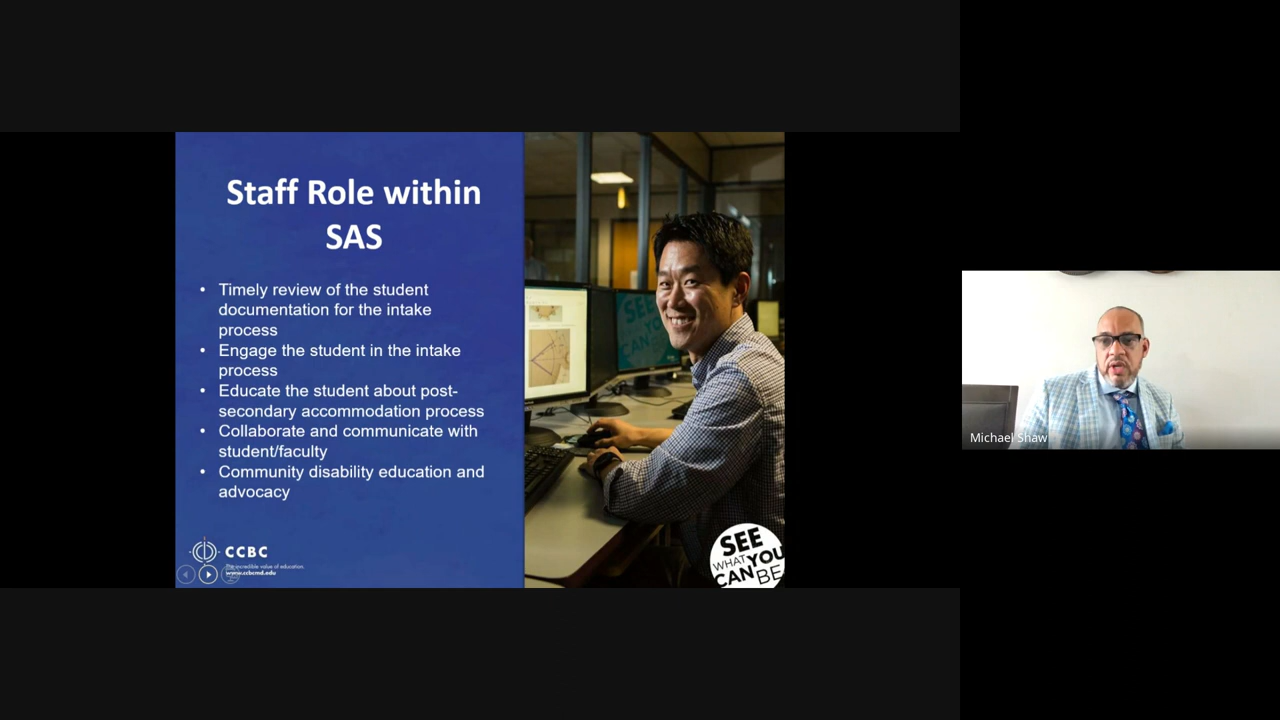 Staff Role within
SAS
• Timely review of the student
documentation for the intake
process
• Engage the student in the intake
process
• Educate the student about post-
secondary accommodation process
• Collaborate and communicate with
student/faculty
• Community disability education and
advocacy
CCBC
The incredible value of education.
www.ccbcmd.edu
SEE
WHAT YOU
CAN BE
SEE
CAN
Michael Shaw